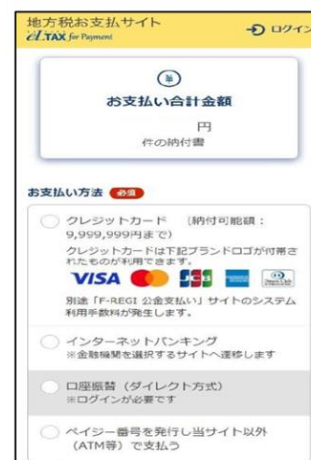 地方税お支払サイト
eLTAX for Payment
ログイン
¥
お支払い合計金額
円
件の納付書
お支払い方法 必須
クレジットカード [納付可能額：
9,999,999円まで)
クレジットカードは下記ブランドロゴが付帯さ
れたものが利用できます。
VISA JCB
別途「F-REGI 公金支払い」サイトのシステム
利用手数料が発生します。
インターネットバンキング
※金融機関を選択するサイトへ遷移します
口座振替（ダイレクト方式）
※ログインが必要です
ペイジー番号を発行し当サイト以外
（ATM等）で支払う